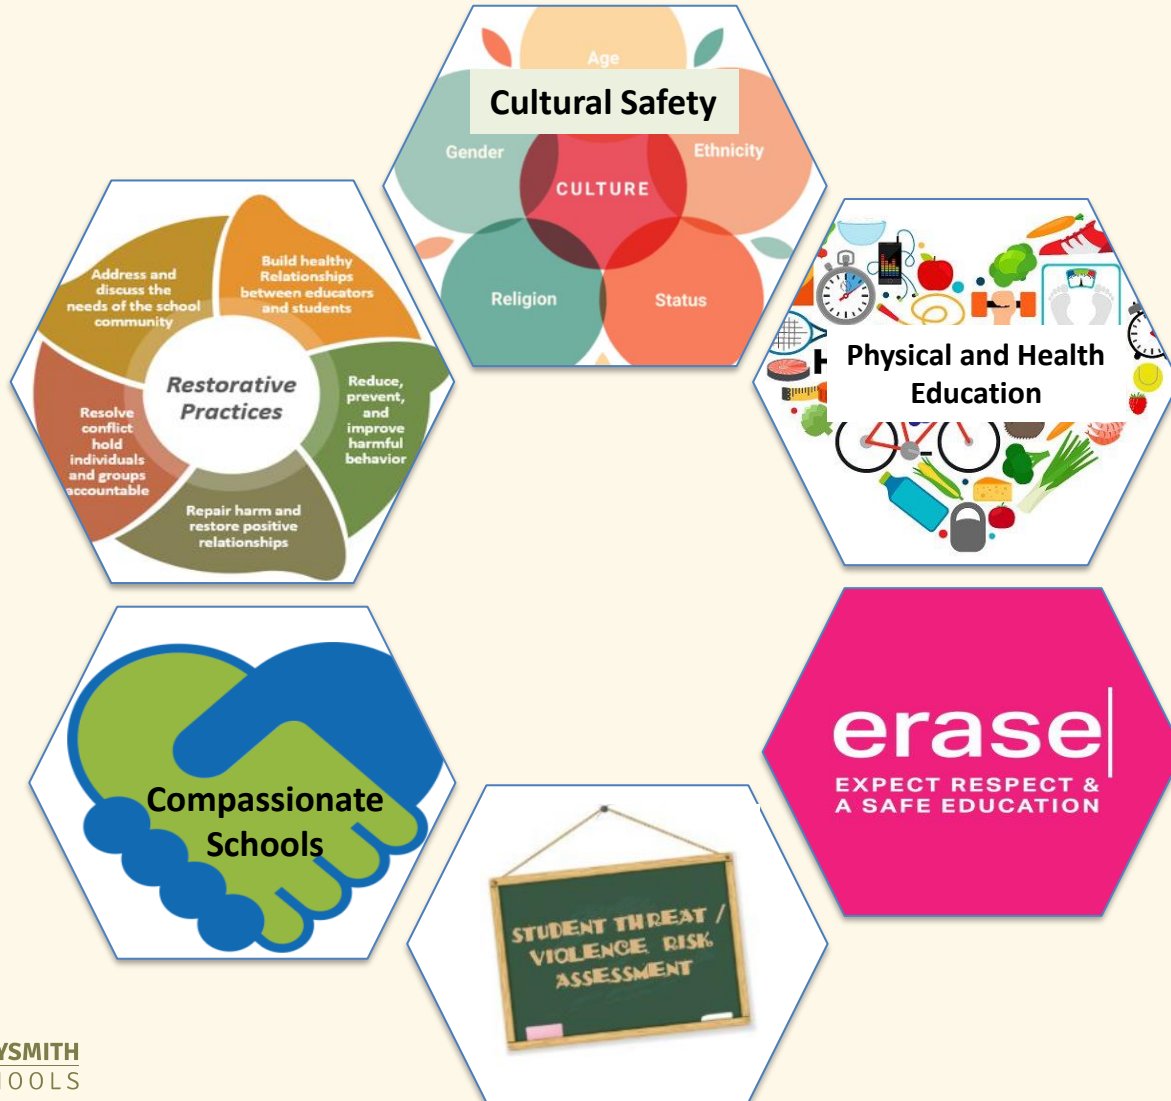 Age
Cultural Safety
Gender
Ethnicity
CULTURE
Religion
Status
Address and
discuss the
needs of the school
community
Build healthy
Relationships
between educators
and students
Restorative
Practices
Reduce,
prevent,
and
improve
harmful
behavior
Resolve
conflict
hold
individuals
and groups
accountable
Repair harm and
restore positive
relationships
H
Physical and Health
Education
Compassionate
Schools
erase
EXPECT RESPECT &
A SAFE EDUCATION
STUDENT THREAT /
VIOLENCE RISK
ASSESSMENT
YSMITH
HOOLS